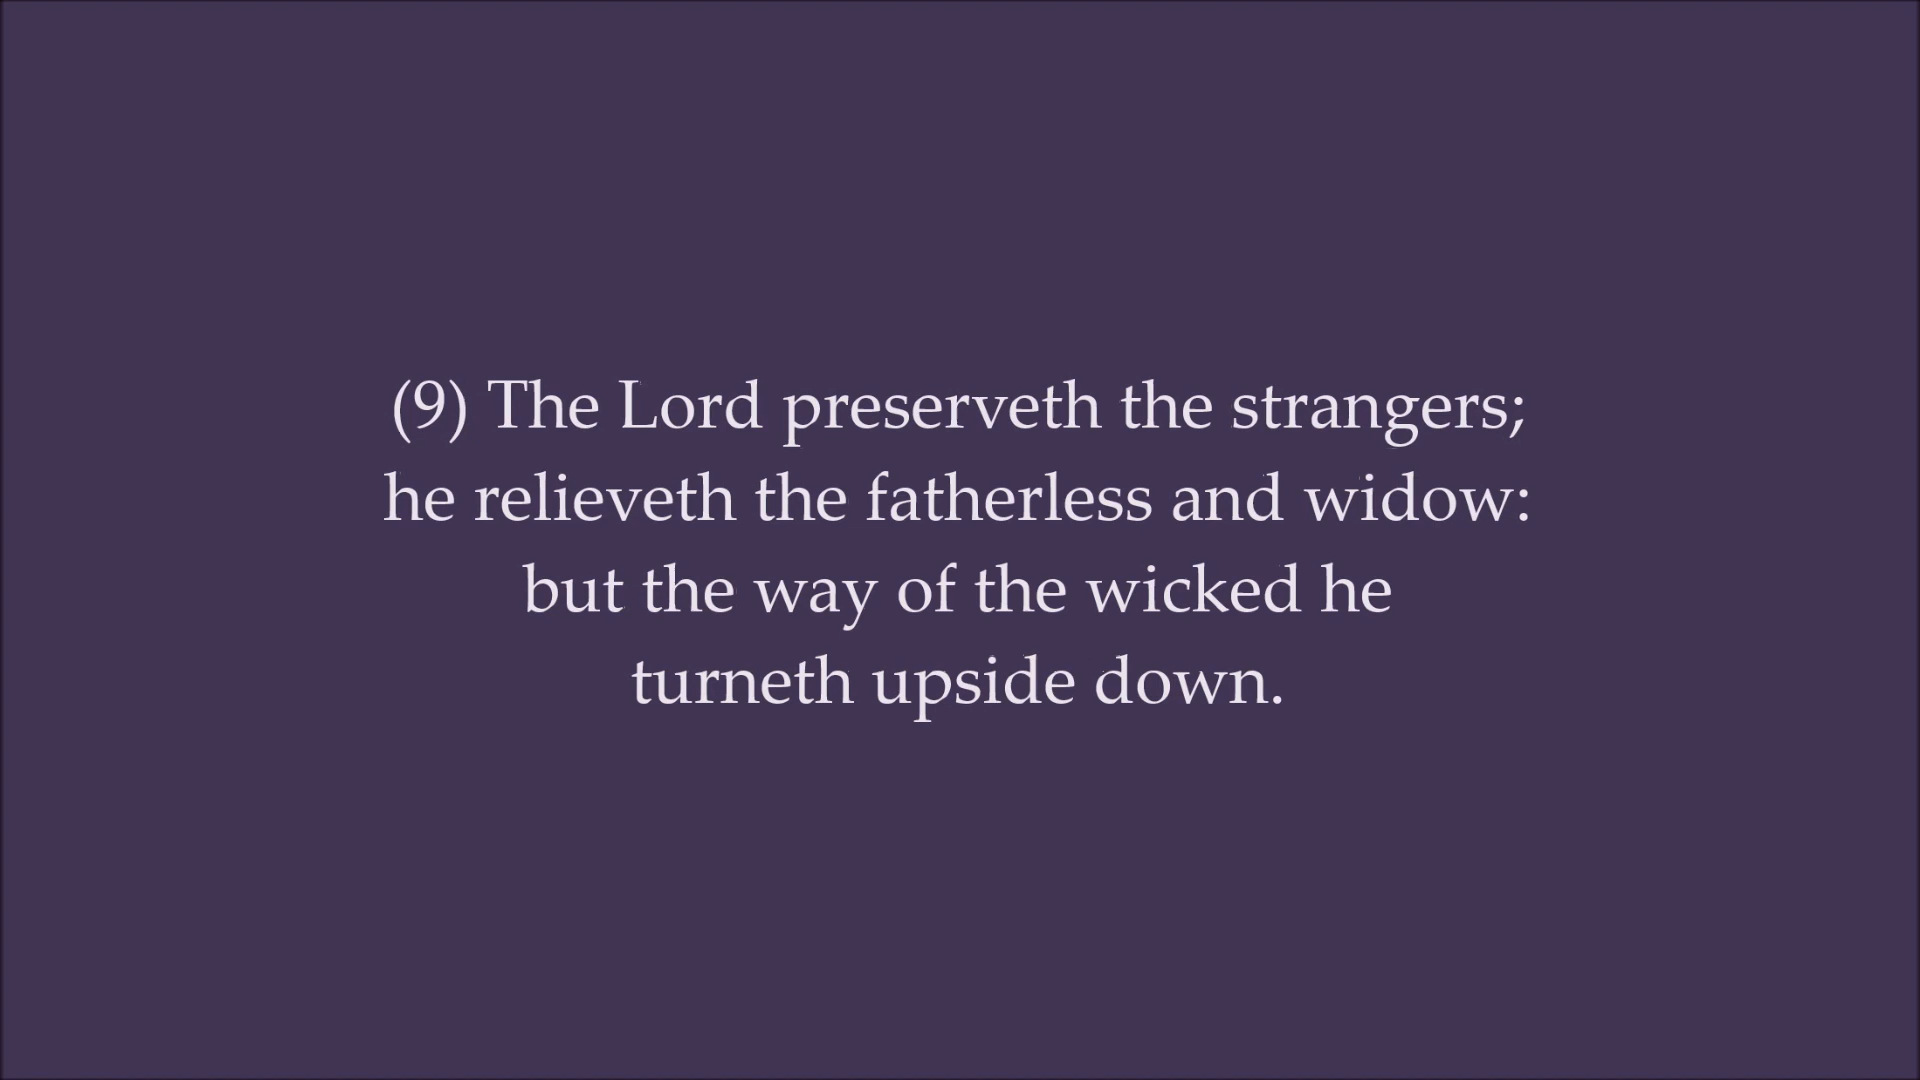 (9) The Lord preserveth the strangers;
he relieveth the fatherless and widow:
but the way of the wicked he
turneth upside down.